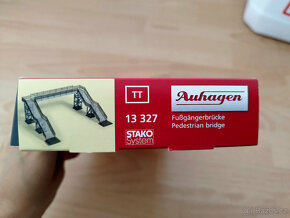 TT
13 327
STAKO
System
Auhagen
Fußgängerbrücke
Pedestrian bridge